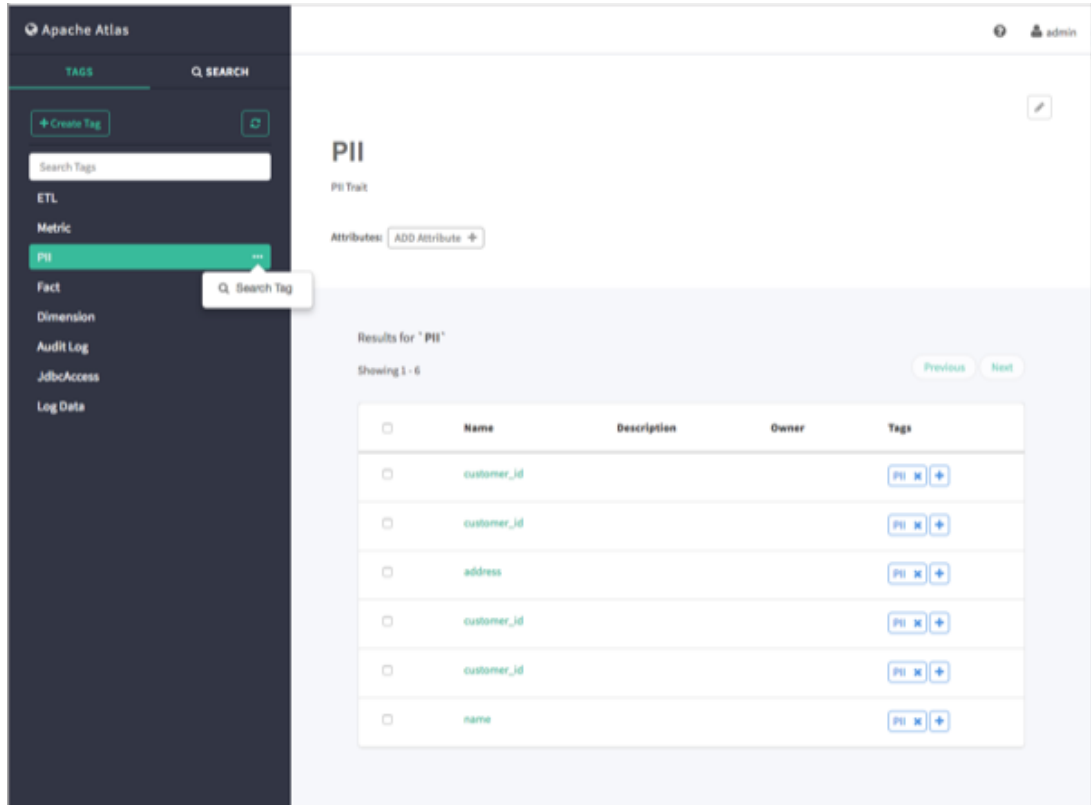 Apache Atlas
admin
TAGS
SEARCH
+ Create Tag
Search Tags
ETL
Metric
PII
Fact
Dimension
Audit Log
JdbcAccess
Log Data
Search Tag
PII
PII Trait
Attributes: ADD Attribute +
Results for `PII`
Showing 1 - 6
Previous Next
Name Description Owner Tags
customer_id PII
customer_id PII
address PII
customer_id PII
customer_id PII
name PII